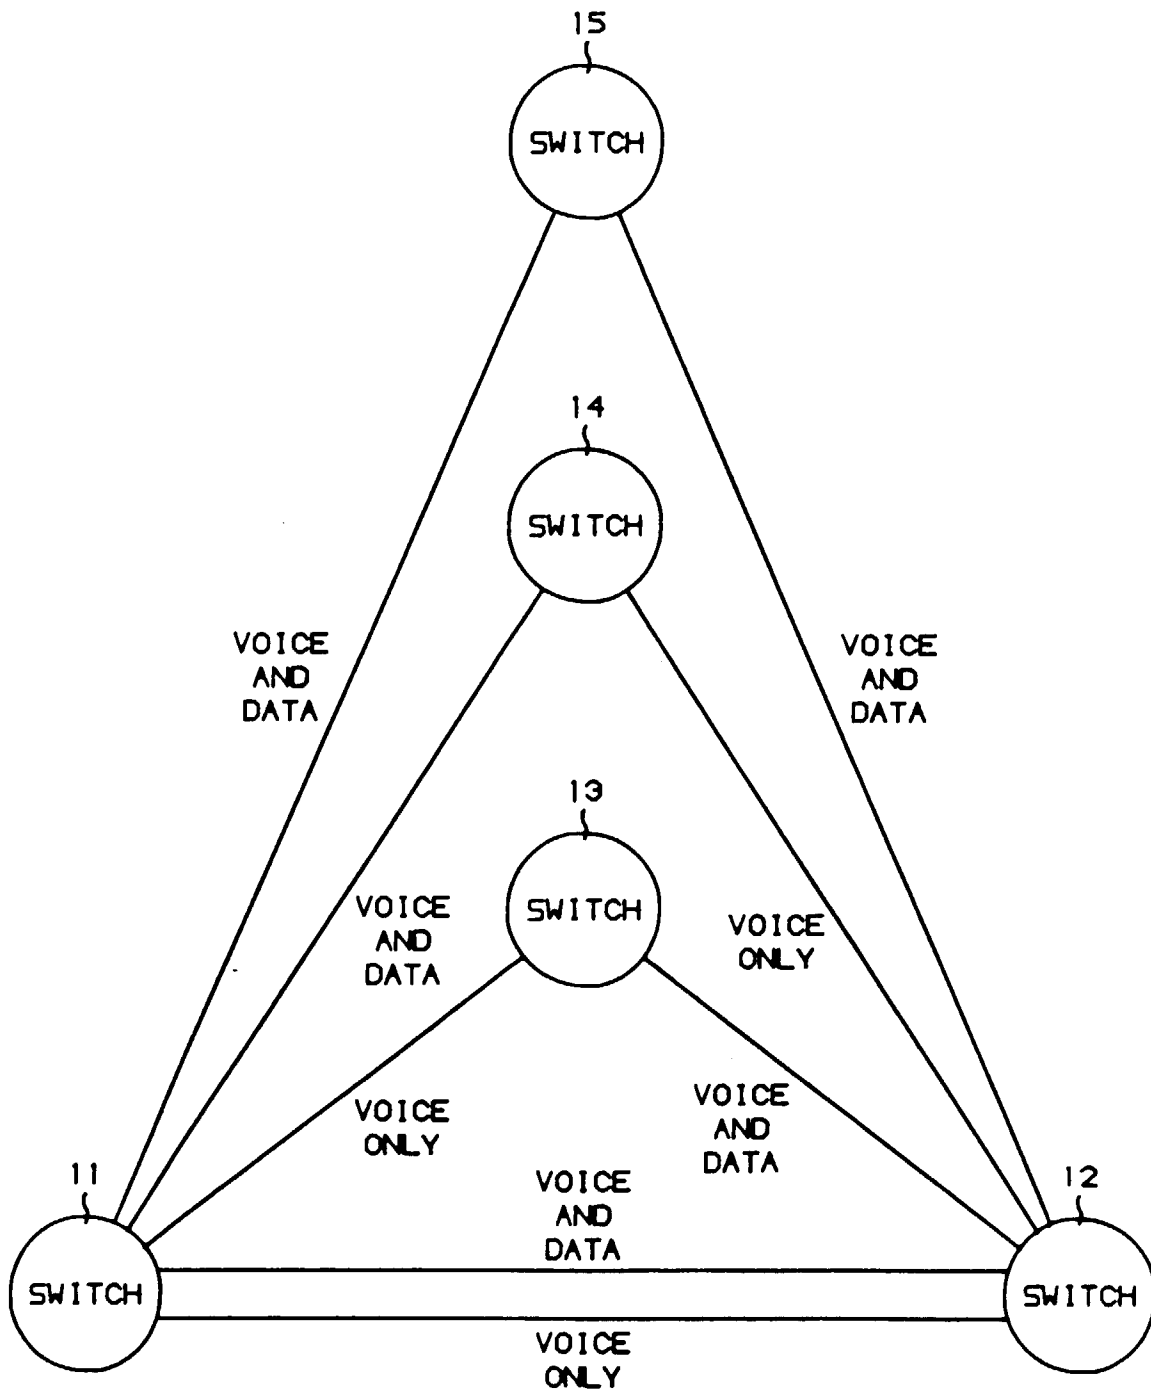 15
SWITCH
14
SWITCH
VOICE
AND
DATA
VOICE
AND
DATA
13
SWITCH
VOICE
AND
DATA
VOICE
ONLY
VOICE
ONLY
VOICE
AND
DATA
11
SWITCH
VOICE
AND
DATA
12
SWITCH
VOICE
ONLY